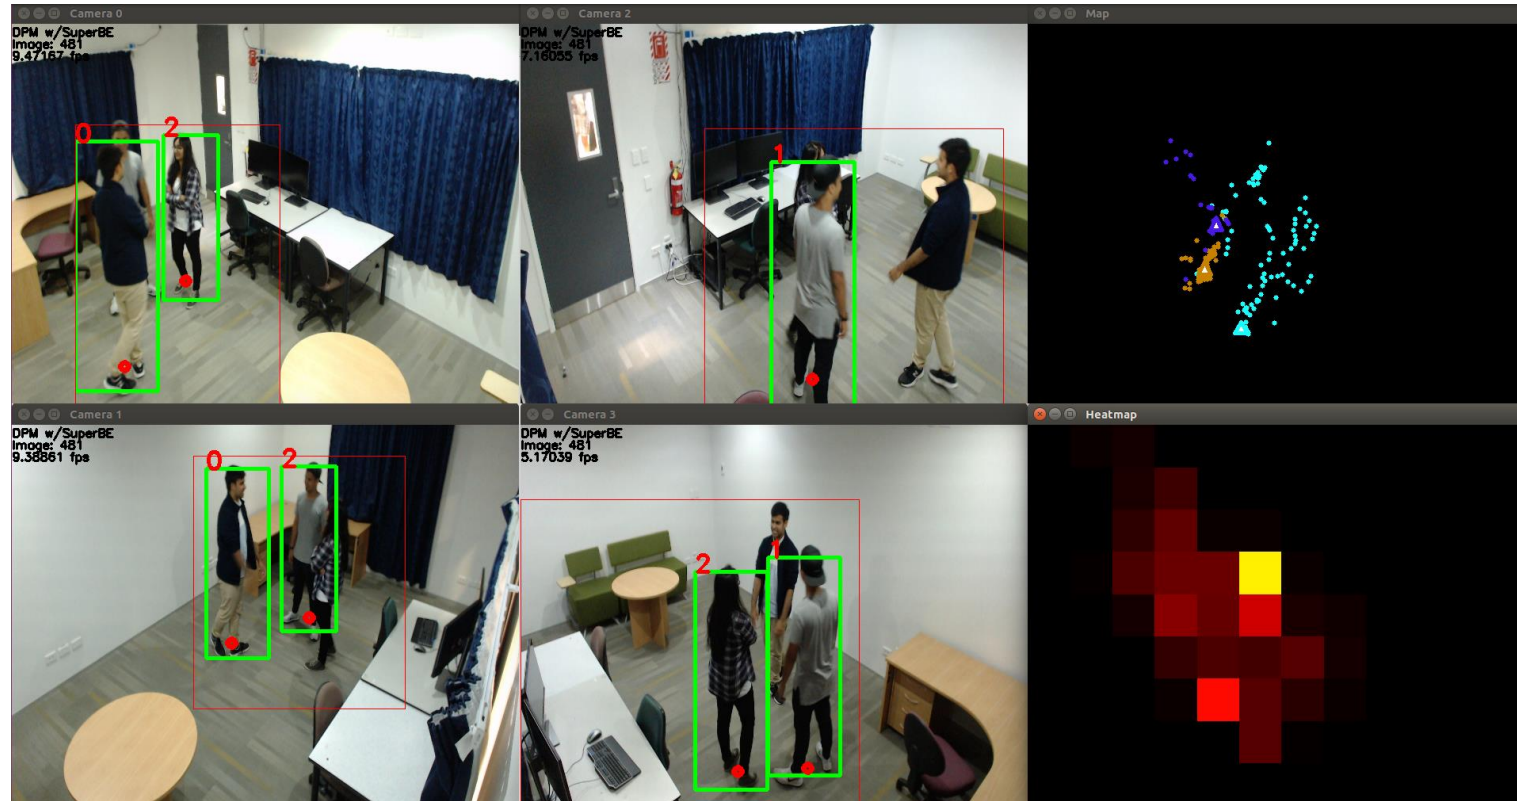 Camera 0
DPM w/SuperBE
Image: 481
9.47167 fps
0
2
Camera 2
DPM w/SuperBE
Image: 481
7.16055 fps
1
Map
Camera 1
DPM w/SuperBE
Image: 481
9.38861 fps
0
2
Camera 3
DPM w/SuperBE
Image: 481
5.17039 fps
2
1
Heatmap